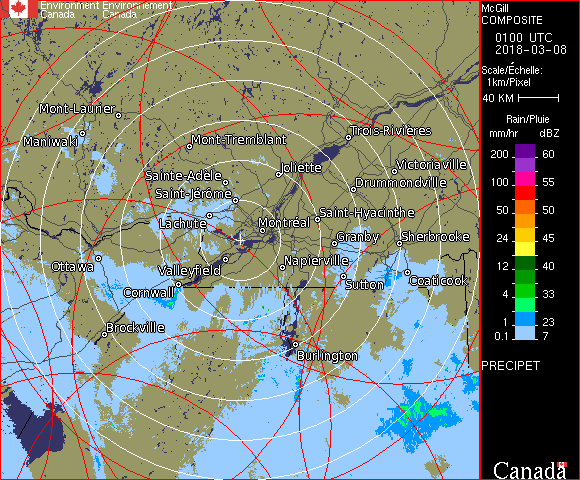 Environment Environnement
Canada Canada
McGill
COMPOSITE
0100 UTC
2018-03-08
Scale/Échelle:
1km/Pixel
40 KM
Rain/Pluie
mm/hr dBZ
200 60
155
100 55
50 50
24 45
12 40
4 33
1 23
0.1 7
PRECIPET
Canada
Mont-Laurier
Maniwaki
Mont-Tremblant
Trois-Rivières
Joliette
Victoriaville
Sainte-Adèle
Drummondville
Saint-Jérôme
Lachute
Saint-Hyacinthe
Montréal
Granby
Sherbrooke
Ottawa
Valleyfield
Napierville
Sutton
Coaticook
Cornwall
Brockville
Burlington